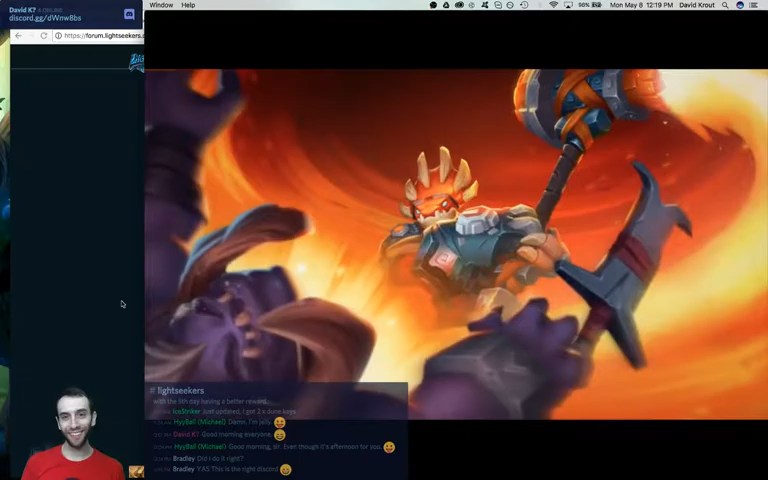 David K? 4 ONLINE
discord.gg/dWnw8bs
https://forum.lightseekers.
Window Help
98% Mon May 8 12:19 PM David Krout
# lightseekers
with the 5th day having a better reward.
IceStriker Just updated, I got 2 x dune keys
HyyBall (Michael) Damn, I'm jelly
David K? Good morning everyone.
HyyBall (Michael) Good morning, sir. Even though it's afternoon for you.
Bradley Did I do it right?
Bradley YAS This is the right discord